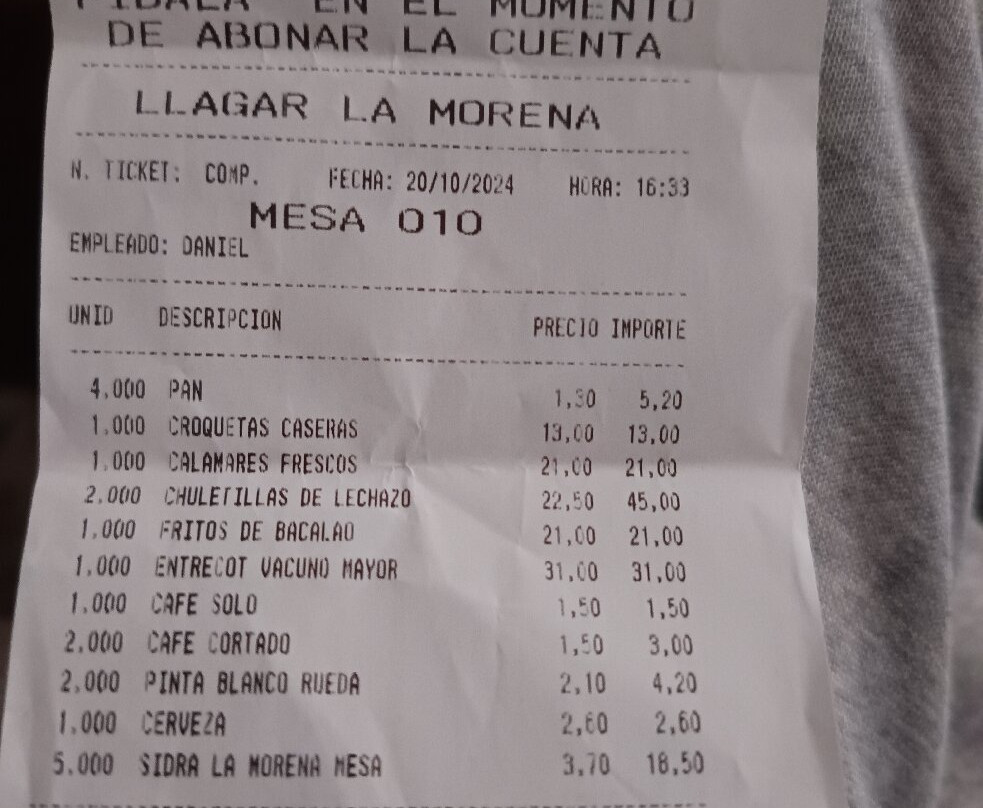 PIDALA EN EL MOMENTO
DE ABONAR LA CUENTA
LLAGAR LA MORENA
N. TICKET: COMP. FECHA: 20/10/2024 HORA: 16:33
MESA 010
EMPLEADO: DANIEL
UNID DESCRIPCION PRECIO IMPORTE
4,000 PAN 1,30 5,20
1.000 CROQUETAS CASERAS 13,00 13,00
1.000 CALAMARES FRESCOS 21,00 21,00
2.000 CHULETILLAS DE LECHAZO 22,50 45,00
1.000 FRITOS DE BACALAO 21,00 21,00
1.000 ENTRECOT VACUNO MAYOR 31,00 31,00
1.000 CAFE SOLO 1,50 1,50
2.000 CAFE CORTADO 1,50 3,00
2,000 PINTA BLANCO RUEDA 2,10 4,20
1.000 CERVEZA 2,60 2,60
5.000 SIDRA LA MORENA MESA 3,70 18,50